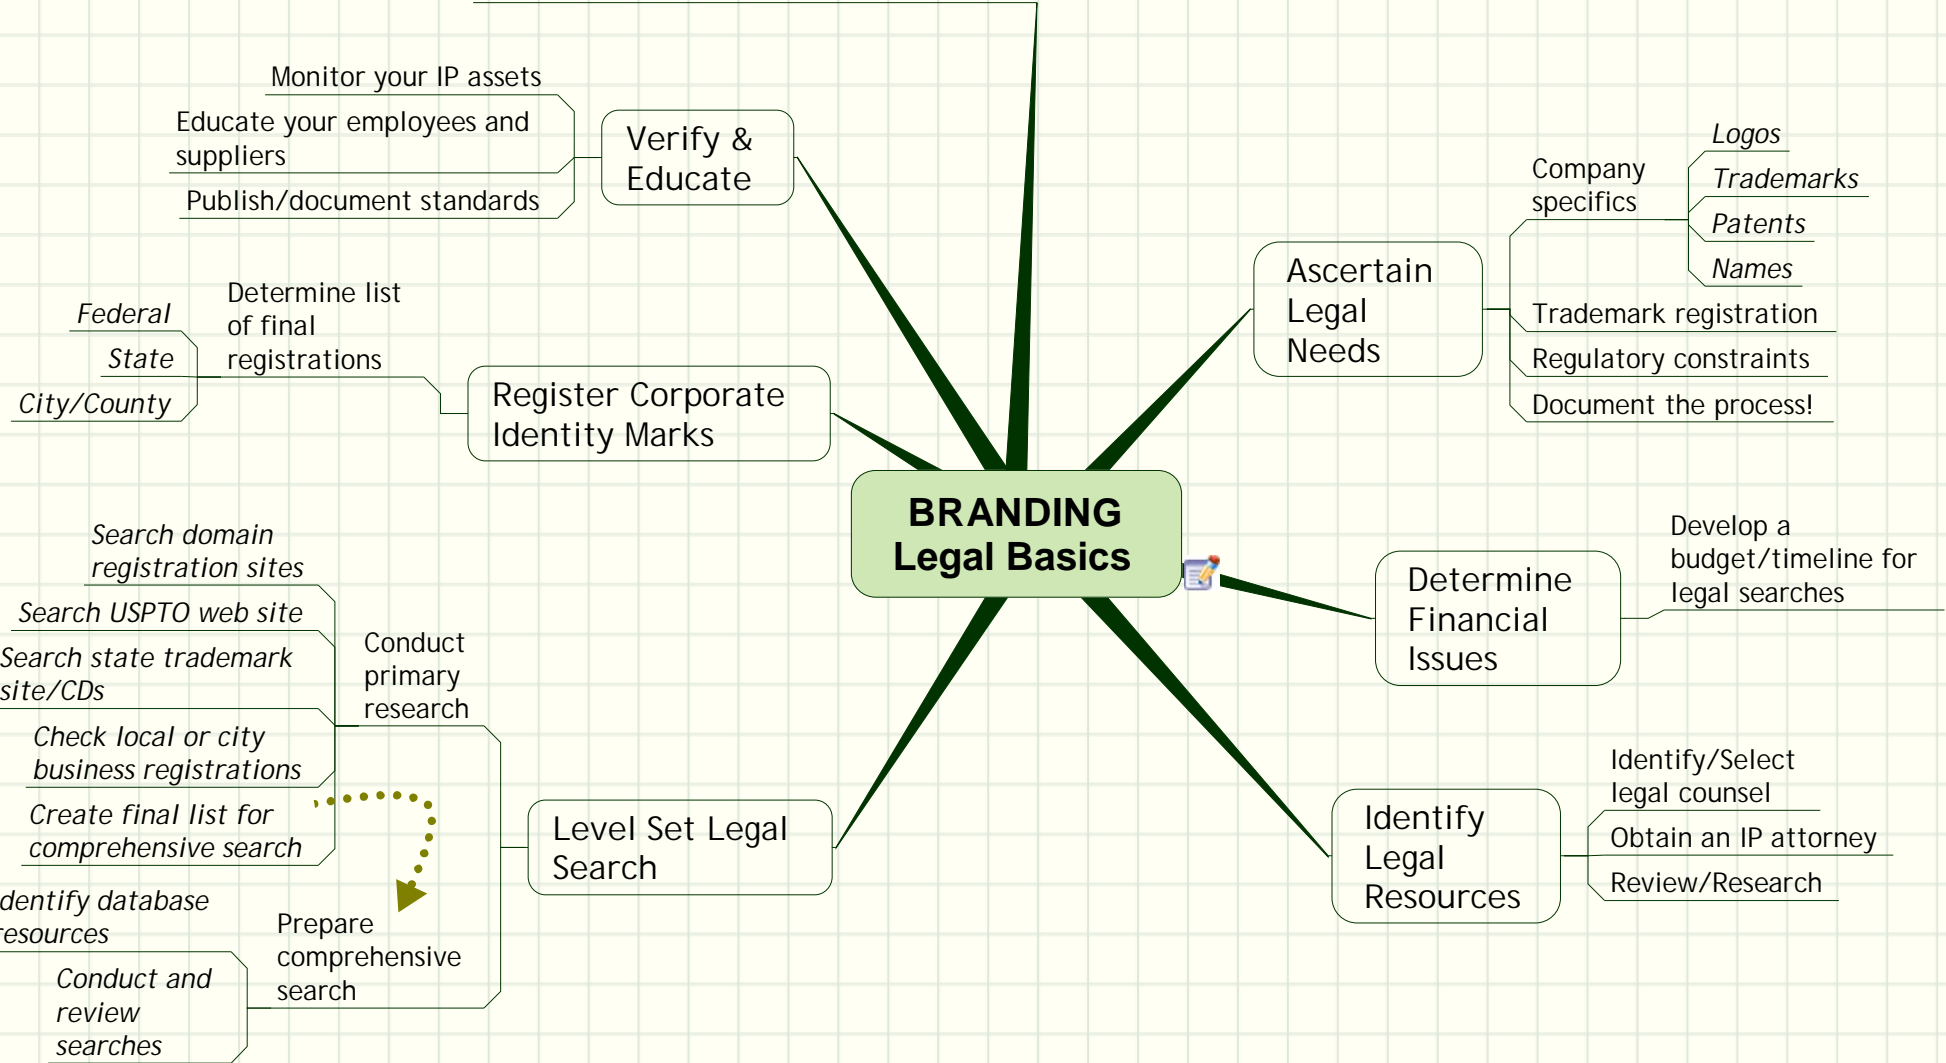 BRANDING
Legal Basics
Ascertain
Legal
Needs
Company
specifics
Logos
Trademarks
Patents
Names
Trademark registration
Regulatory constraints
Document the process!
Determine
Financial
Issues
Develop a
budget/timeline for
legal searches
Identify
Legal
Resources
Identify/Select
legal counsel
Obtain an IP attorney
Review/Research
Level Set Legal
Search
Conduct
primary
research
Search domain
registration sites
Search USPTO web site
Search state trademark
site/CDs
Check local or city
business registrations
Create final list for
comprehensive search
Prepare
comprehensive
search
dentify database
resources
Conduct and
review
searches
Register Corporate
Identity Marks
Determine list
of final
registrations
Federal
State
City/County
Verify &
Educate
Monitor your IP assets
Educate your employees and
suppliers
Publish/document standards